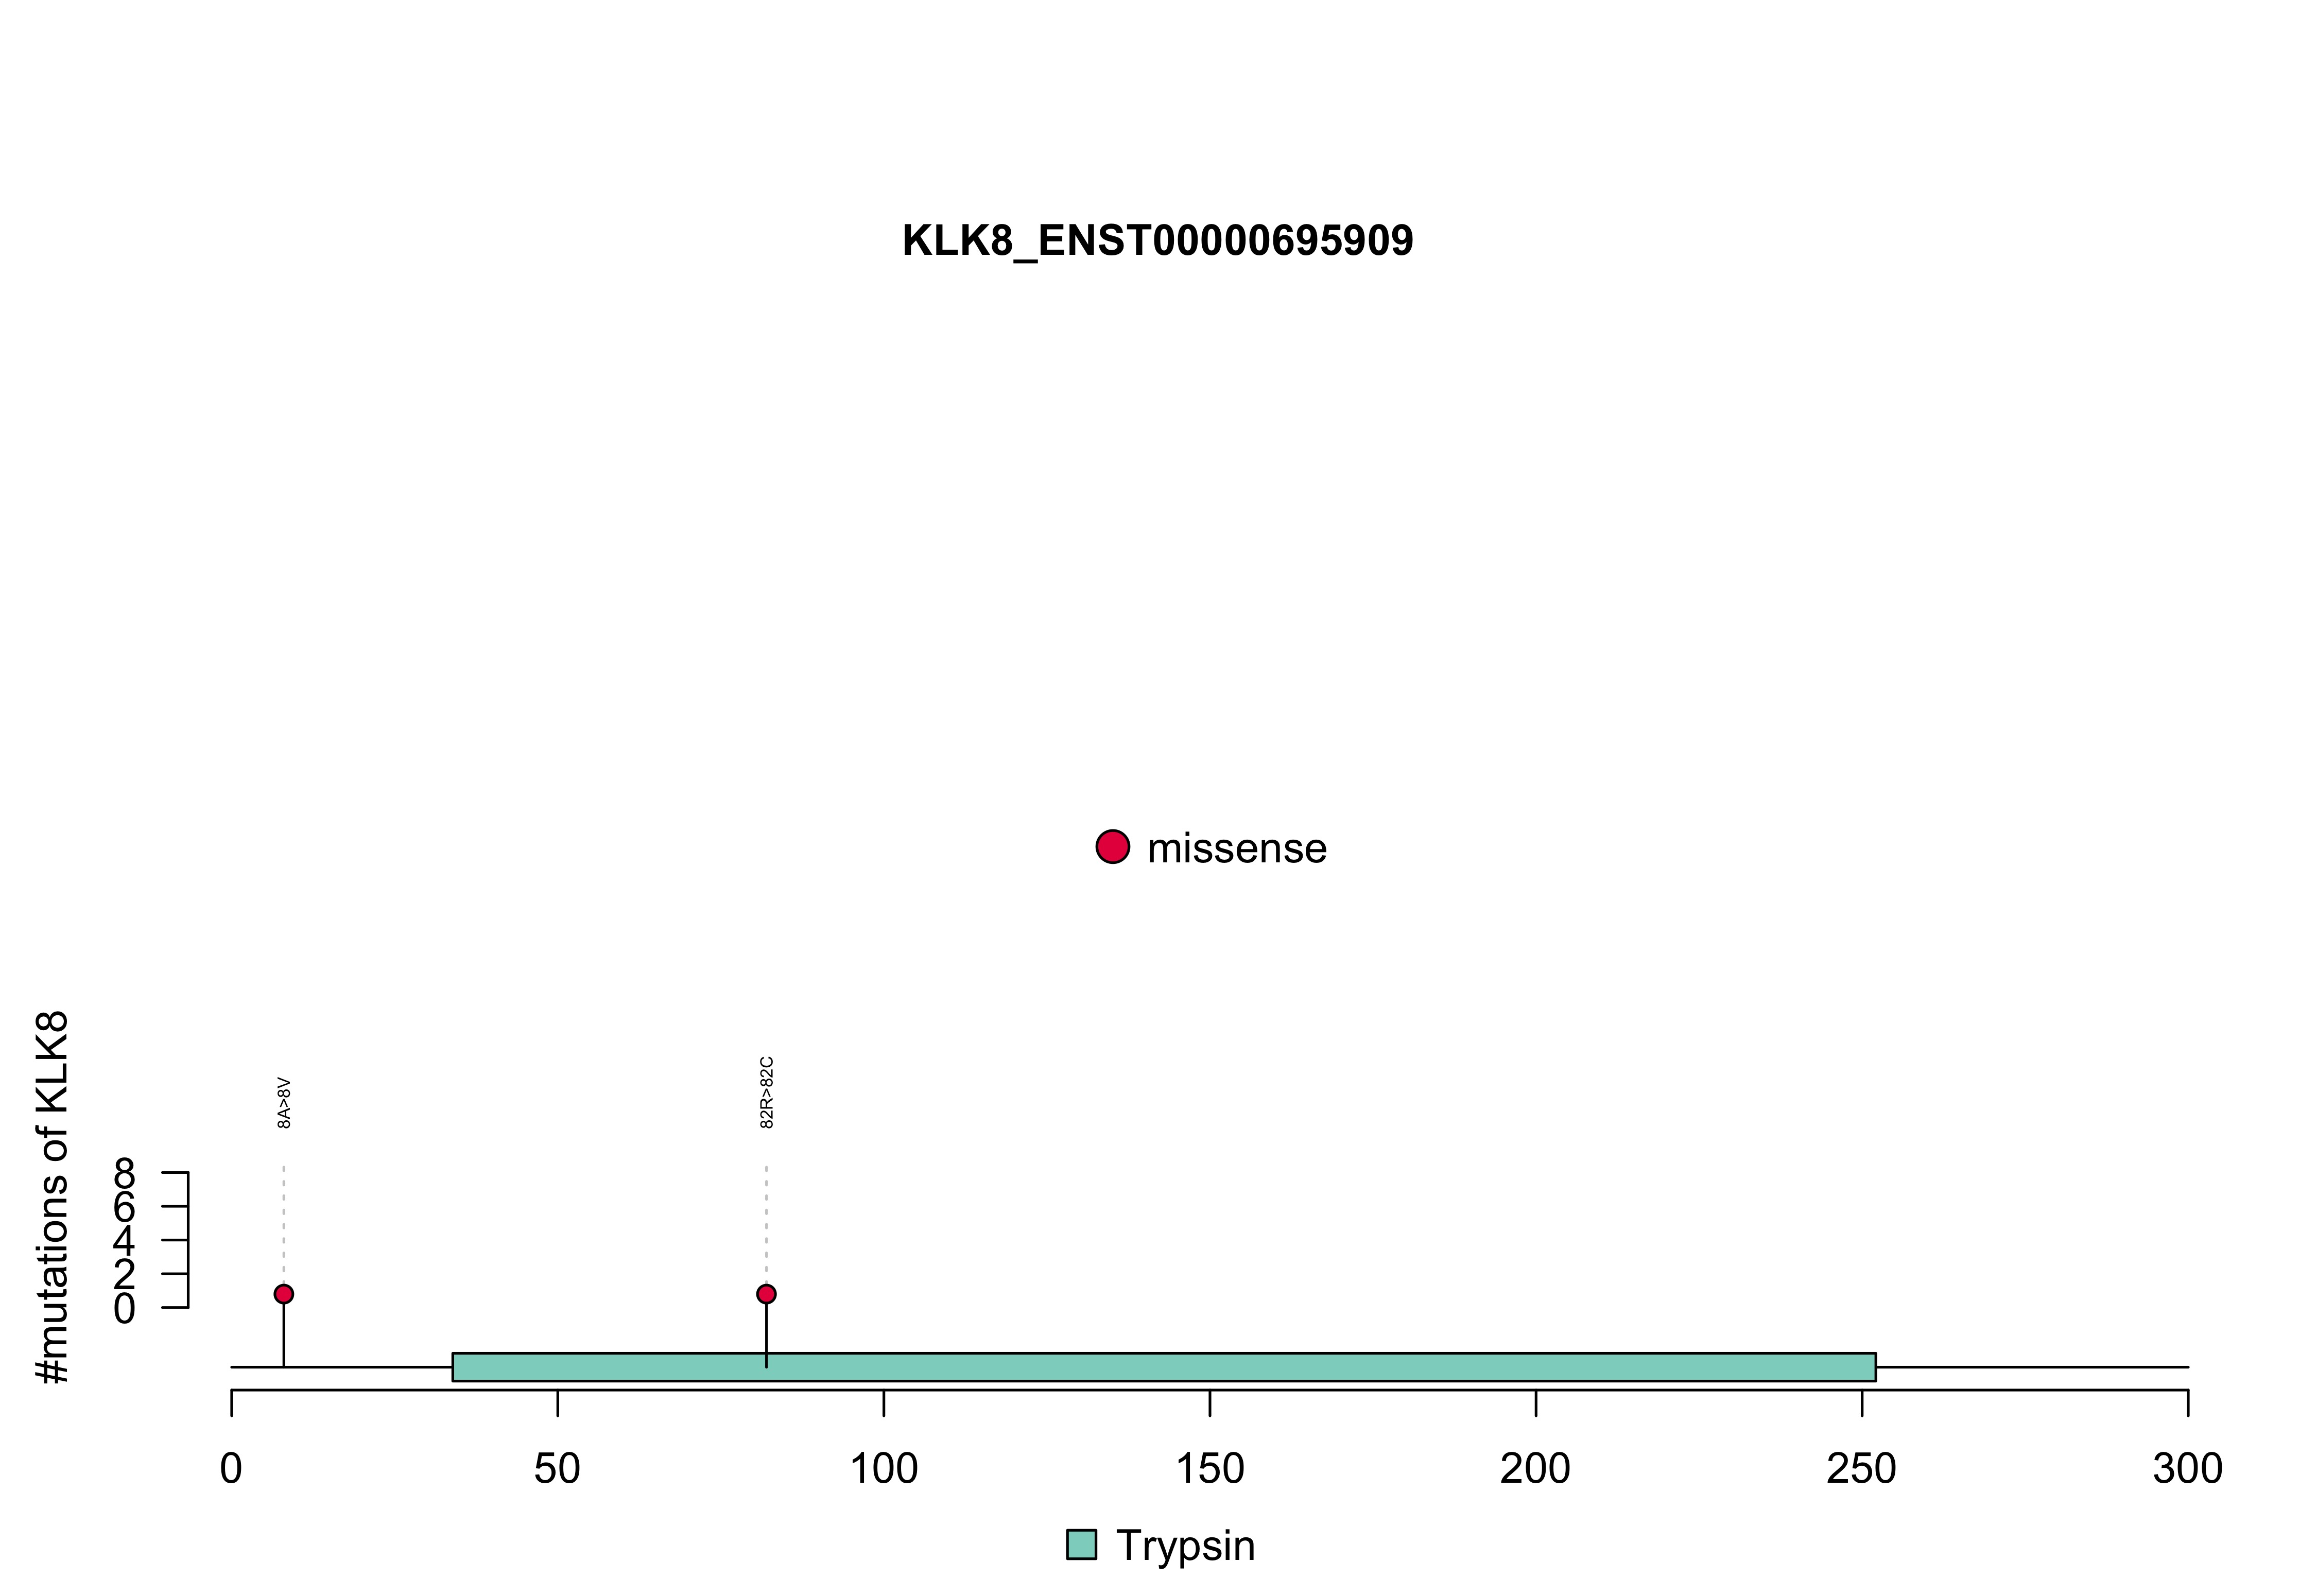 KLK8_ENST00000695909
missense
#mutations of KLK8
8A>8V
82R>82C
8
6
4
2
0
0 50 100 150 200 250 300
Trypsin